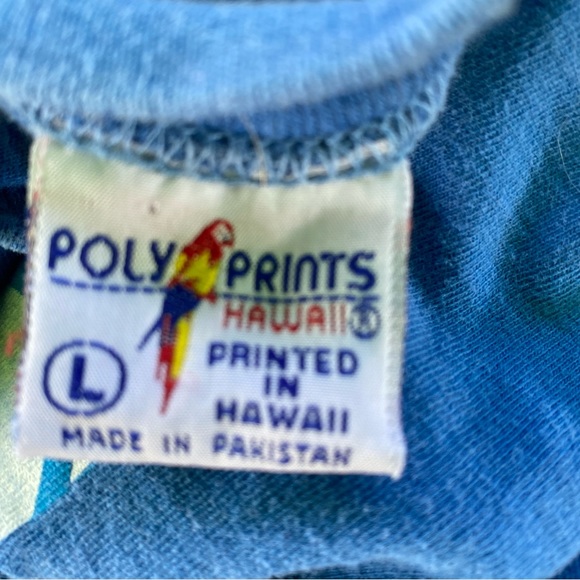 POLY PRINTS
HAWAII®
L
PRINTED
IN
HAWAII
MADE IN PAKISTAN